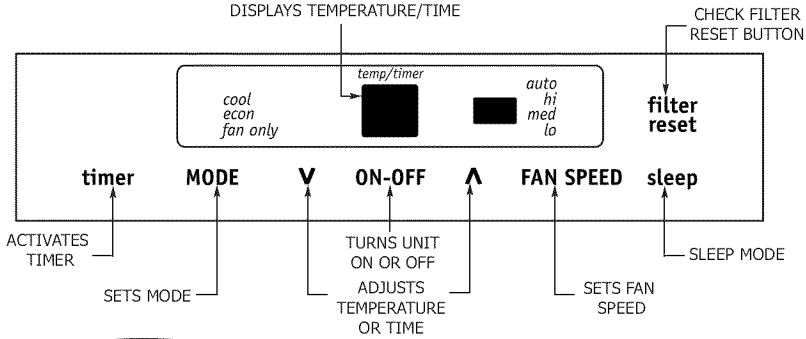 DISPLAYS TEMPERATURE/TIME
CHECK FILTER
RESET BUTTON
temp/timer
cool
econ
fan only
auto
hi
med
lo
filter
reset
timer
MODE
V
ON-OFF
Λ
FAN SPEED
sleep
ACTIVATES
TIMER
SETS MODE
TURNS UNIT
ON OR OFF
ADJUSTS
TEMPERATURE
OR TIME
SETS FAN
SPEED
SLEEP MODE